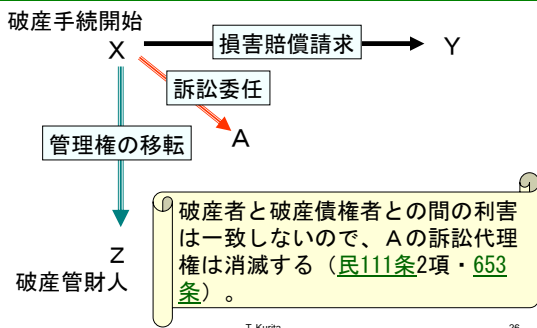 破産手続開始
X
損害賠償請求
Y
訴訟委任
A
管理権の移転
Z
破産管財人
破産者と破産債権者との間の利害
は一致しないので、Aの訴訟代理
権は消滅する（民111条2項・653
条）。
T. Kurita
26